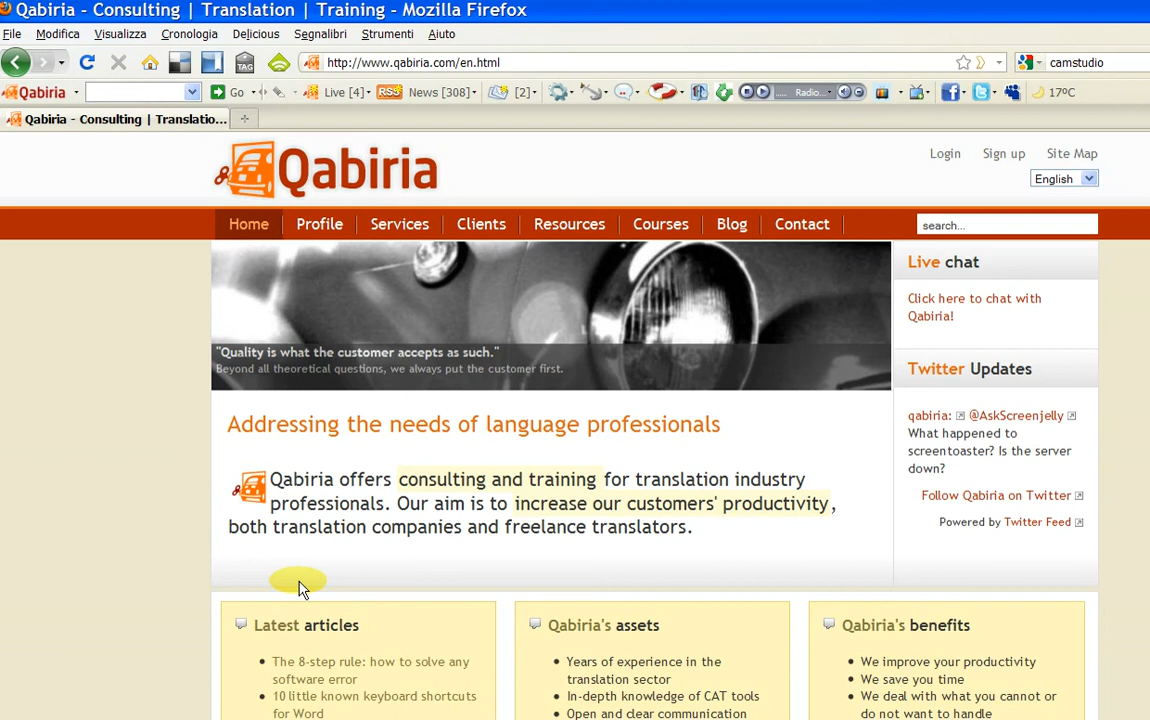 Qabiria - Consulting | Translation | Training - Mozilla Firefox
File Modifica Visualizza Cronologia Delicious Segnalibri Strumenti Aiuto
TAG http://www.qabiria.com/en.html camstudio
Qabiria Go Live [4] RSS News [308] [2] Radio... 17ºC
Qabiria - Consulting | Translatio...
Qabiria
Login Sign up Site Map
English
Home Profile Services Clients Resources Courses Blog Contact search...
"Quality is what the customer accepts as such."
Beyond all theoretical questions, we always put the customer first.
Addressing the needs of language professionals
Qabiria offers consulting and training for translation industry
professionals. Our aim is to increase our customers' productivity,
both translation companies and freelance translators.
Live chat
Click here to chat with
Qabiria!
Twitter Updates
qabiria: @AskScreenjelly
What happened to
screentoaster? Is the server
down?
Follow Qabiria on Twitter
Powered by Twitter Feed
Latest articles
The 8-step rule: how to solve any
software error
10 little known keyboard shortcuts
for Word
Qabiria's assets
Years of experience in the
translation sector
In-depth knowledge of CAT tools
Open and clear communication
Qabiria's benefits
We improve your productivity
We save you time
We deal with what you cannot or
do not want to handle